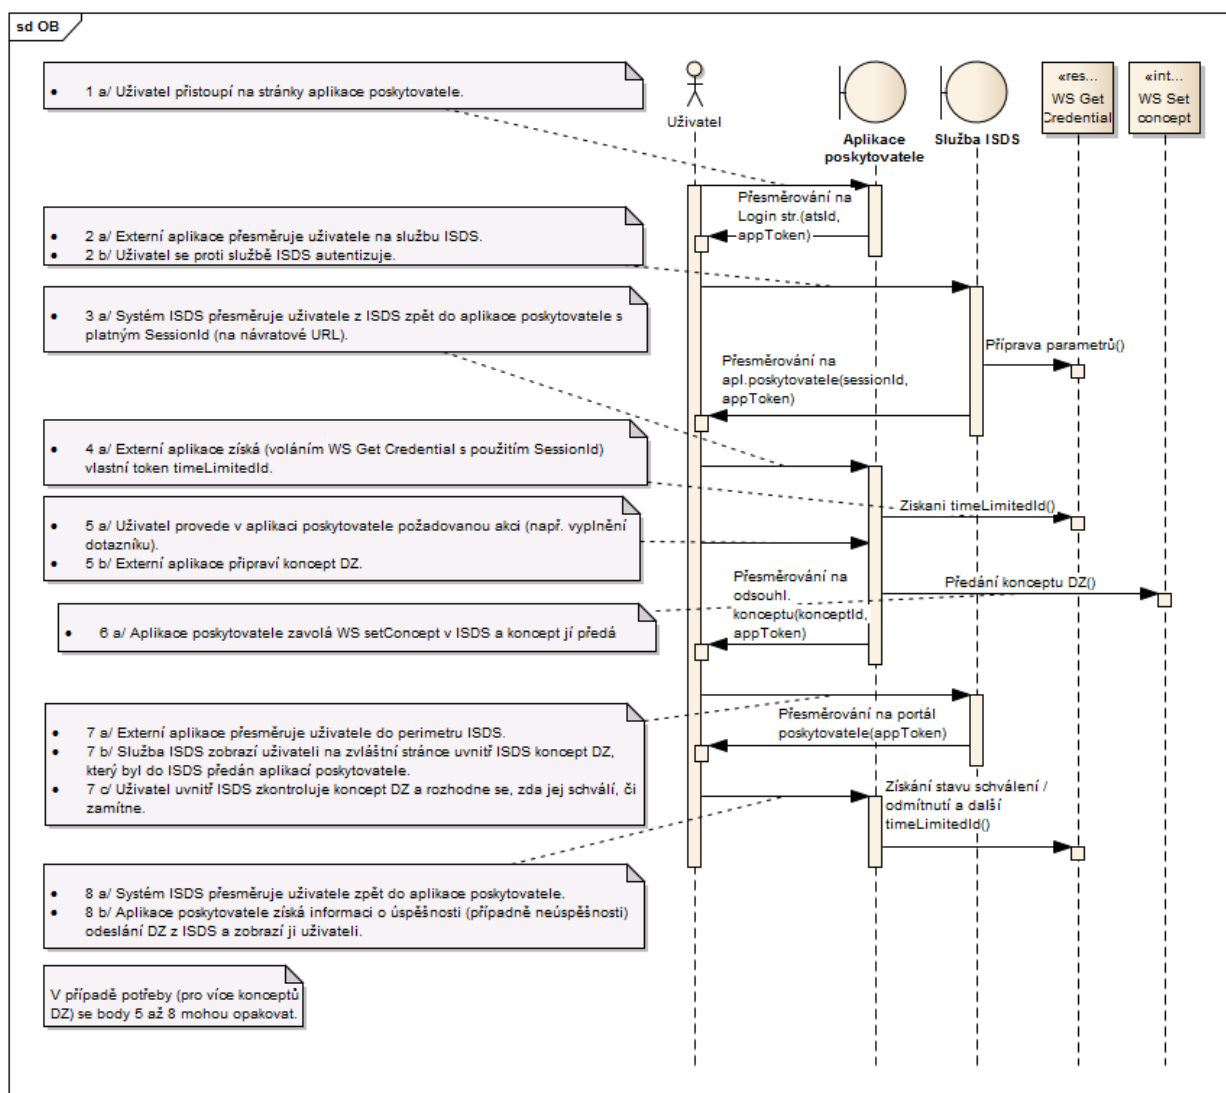 sd OB
1 a/ Uživatel přistoupí na stránky aplikace poskytovatele.
Uživatel
Aplikace
poskytovatele
Služba ISDS
«res...
WS Get
Credential
«int...
WS Set
concept
Přesměrování na
Login str.(atsId,
appToken)
2 a/ Externí aplikace přesměruje uživatele na službu ISDS.
2 b/ Uživatel se proti službě ISDS autentizuje.
3 a/ Systém ISDS přesměruje uživatele z ISDS zpět do aplikace poskytovatele s
platným SessionId (na návratové URL).
Příprava parametrů()
Přesměrování na
apl.poskytovatele(sessionId,
appToken)
4 a/ Externí aplikace získá (voláním WS Get Credential s použitím SessionId)
vlastní token timeLimitedId.
Ziskani timeLimitedId()
5 a/ Uživatel provede v aplikaci poskytovatele požadovanou akci (např. vyplnění
dotazníku).
5 b/ Externí aplikace připraví koncept DZ.
Přesměrování na
odsouhl.
konceptu(konceptId,
appToken)
Předání konceptu DZ()
6 a/ Aplikace poskytovatele zavolá WS setConcept v ISDS a koncept jí předá
7 a/ Externí aplikace přesměruje uživatele do perimetru ISDS.
7 b/ Služba ISDS zobrazí uživateli na zvláštní stránce uvnitř ISDS koncept DZ,
který byl do ISDS předán aplikací poskytovatele.
7 c/ Uživatel uvnitř ISDS zkontroluje koncept DZ a rozhodne se, zda jej schválí, či
zamítne.
Přesměrování na portál
poskytovatele(appToken)
Získání stavu schválení /
odmítnutí a další
timeLimitedId()
8 a/ Systém ISDS přesměruje uživatele zpět do aplikace poskytovatele.
8 b/ Aplikace poskytovatele získá informaci o úspěšnosti (případně neúspěšnosti)
odeslání DZ z ISDS a zobrazí ji uživateli.
V případě potřeby (pro více konceptů
DZ) se body 5 až 8 mohou opakovat.